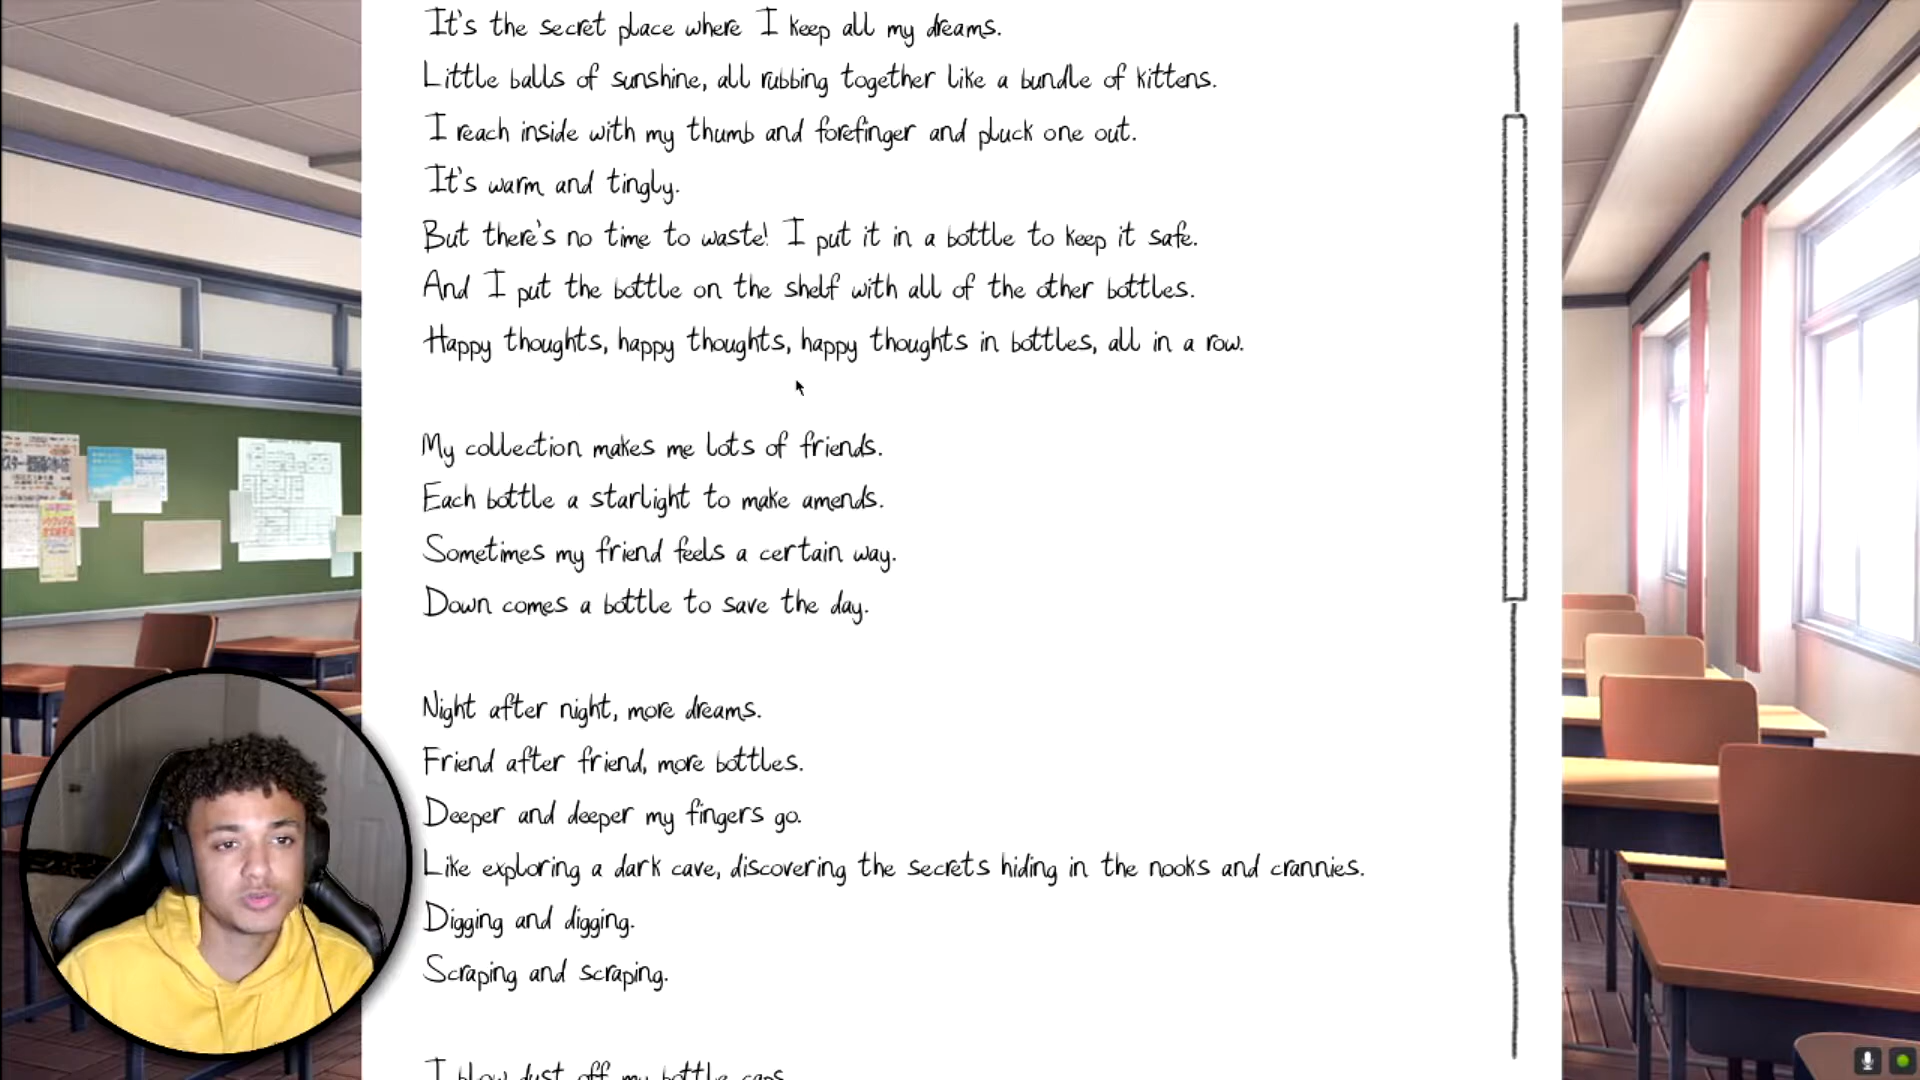 It's the secret place where I keep all my dreams.
Little balls of sunshine, all rubbing together like a bundle of kittens.
I reach inside with my thumb and forefinger and pluck one out.
It's warm and tingly.
But there's no time to waste! I put it in a bottle to keep it safe.
And I put the bottle on the shelf with all of the other bottles.
Happy thoughts, happy thoughts, happy thoughts in bottles, all in a row.
My collection makes me lots of friends.
Each bottle a starlight to make amends.
Sometimes my friend feels a certain way.
Down comes a bottle to save the day.
Night after night, more dreams.
Friend after friend, more bottles.
Deeper and deeper my fingers go.
Like exploring a dark cave, discovering the secrets hiding in the nooks and crannies.
Digging and digging.
Scraping and scraping.
I blow dust off my bottle caps